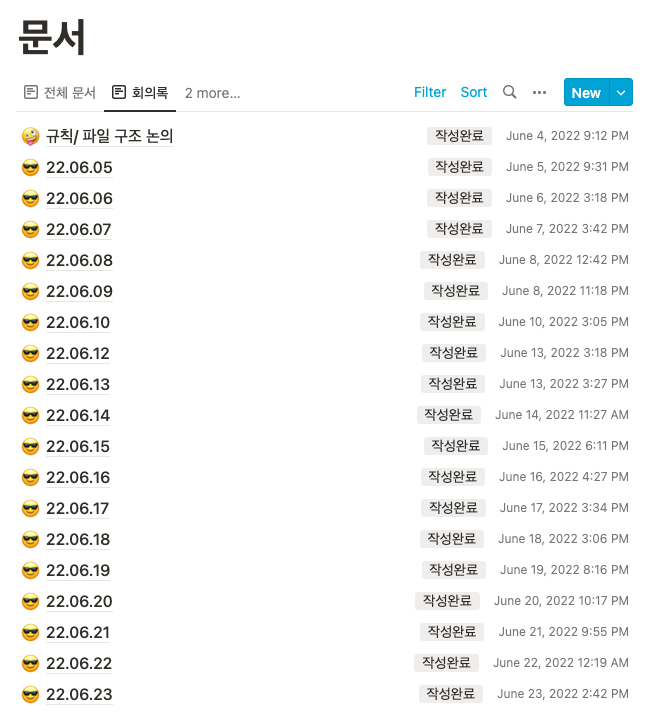 문서
전체 문서 회의록 2 more... Filter Sort New
규칙/ 파일 구조 논의 작성완료 June 4, 2022 9:12 PM
22.06.05 작성완료 June 5, 2022 9:31 PM
22.06.06 작성완료 June 6, 2022 3:18 PM
22.06.07 작성완료 June 7, 2022 3:42 PM
22.06.08 작성완료 June 8, 2022 12:42 PM
22.06.09 작성완료 June 8, 2022 11:18 PM
22.06.10 작성완료 June 10, 2022 3:05 PM
22.06.12 작성완료 June 13, 2022 3:18 PM
22.06.13 작성완료 June 13, 2022 3:27 PM
22.06.14 작성완료 June 14, 2022 11:27 AM
22.06.15 작성완료 June 15, 2022 6:11 PM
22.06.16 작성완료 June 16, 2022 4:27 PM
22.06.17 작성완료 June 17, 2022 3:34 PM
22.06.18 작성완료 June 18, 2022 3:06 PM
22.06.19 작성완료 June 19, 2022 8:16 PM
22.06.20 작성완료 June 20, 2022 10:17 PM
22.06.21 작성완료 June 21, 2022 9:55 PM
22.06.22 작성완료 June 22, 2022 12:19 AM
22.06.23 작성완료 June 23, 2022 2:42 PM